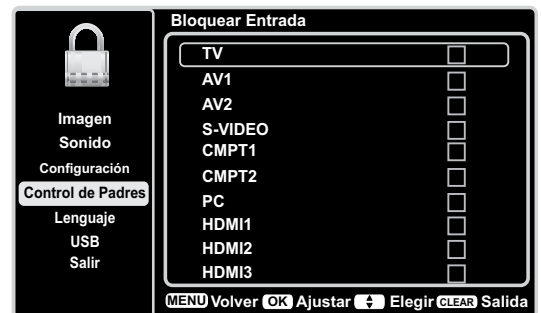 Bloquear Entrada
Imagen
Sonido
Configuración
Control de Padres
Lenguaje
USB
Salir
TV
AV1
AV2
S-VIDEO
CMPT1
CMPT2
PC
HDMI1
HDMI2
HDMI3
MENU Volver OK Ajustar Elegir CLEAR Salida